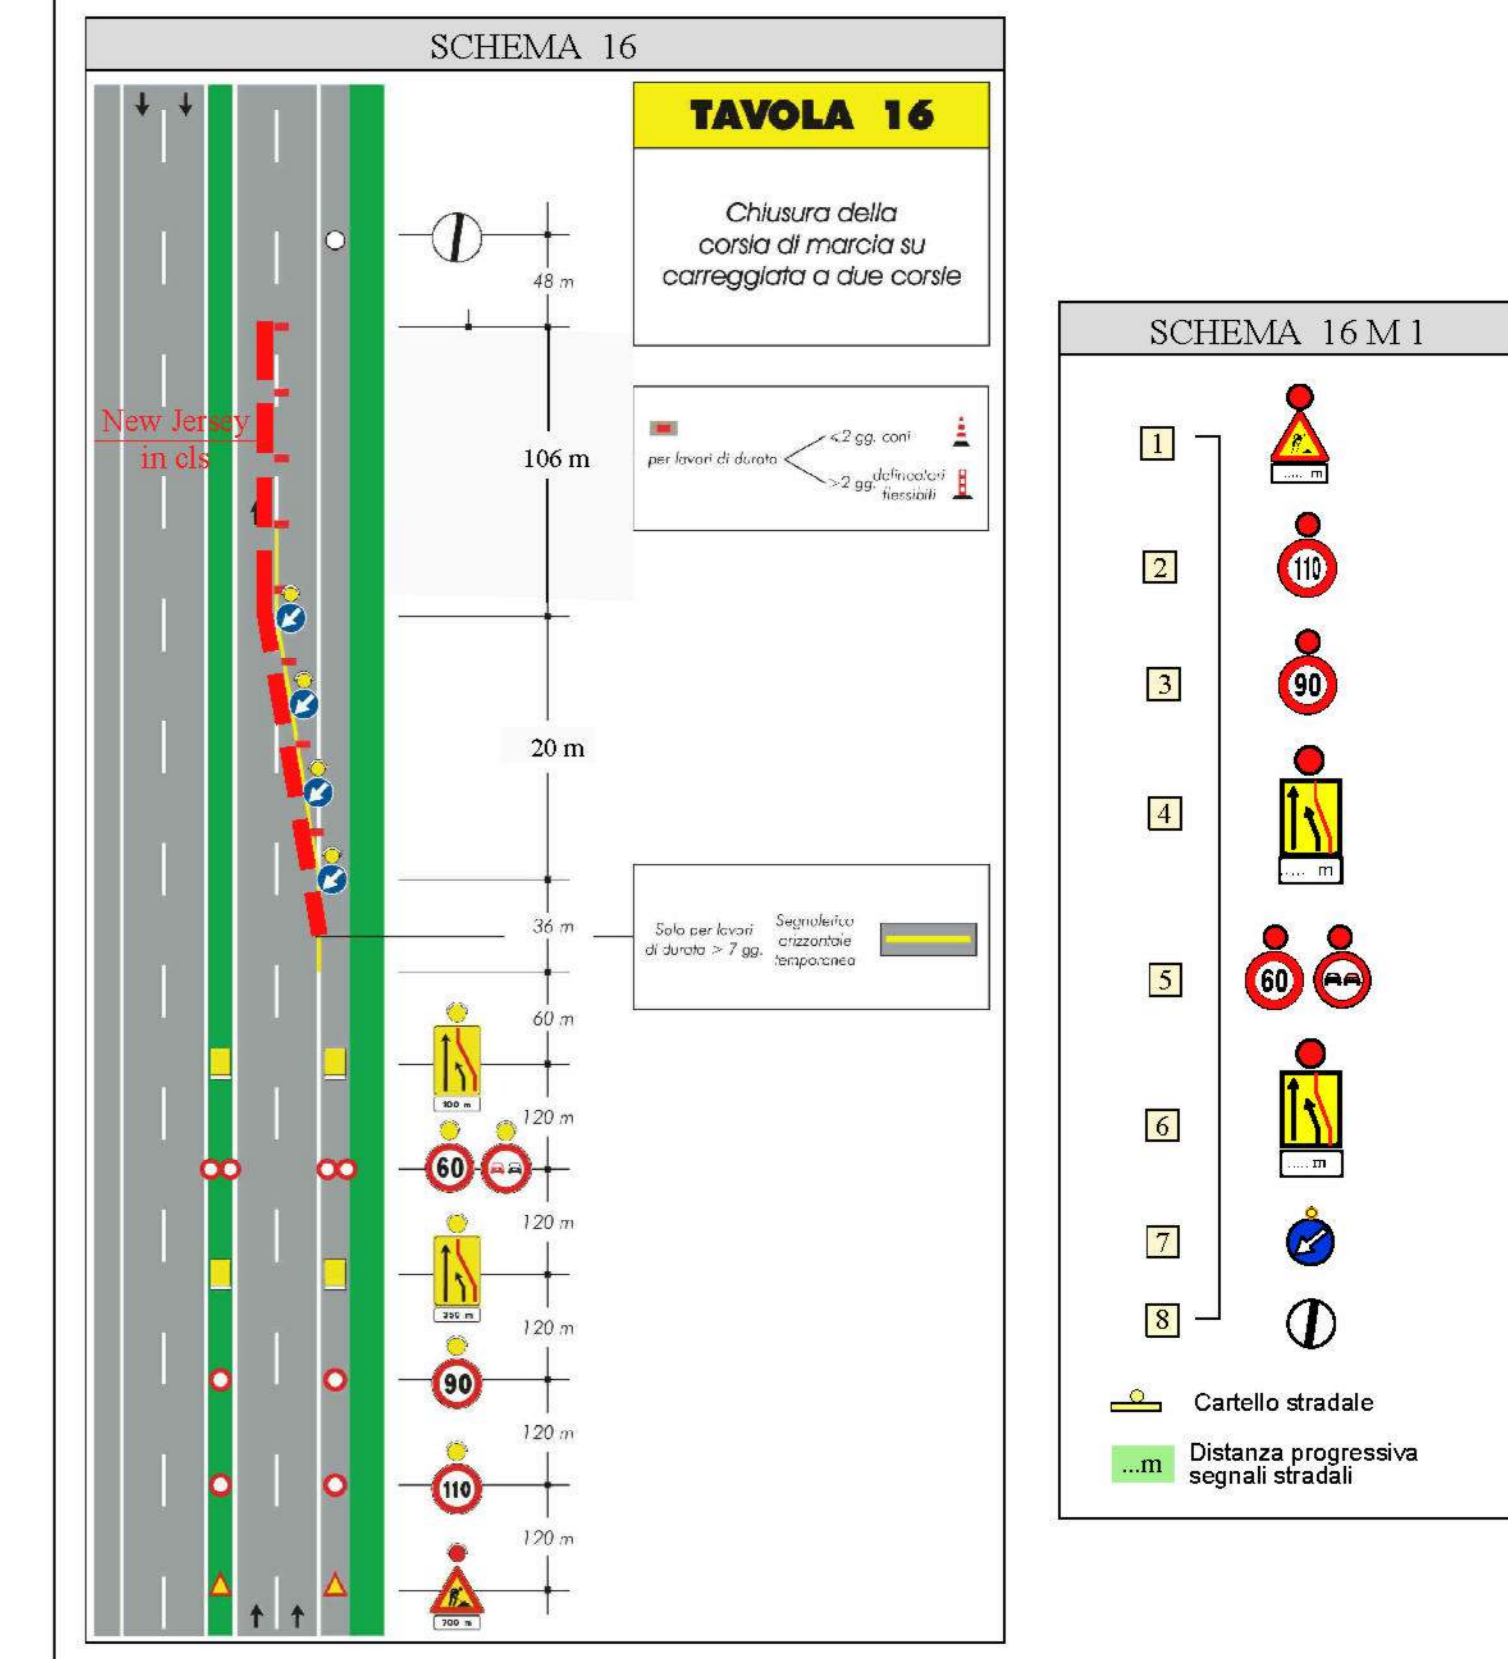 SCHEMA 16
TAVOLA 16
Chiusura della
corsia di marcia su
carreggiata a due corsie
48 m
New Jersey
in cls
106 m
per lavori di durata
<2 gg. coni
>2 gg. delineatori
flessibili
20 m
36 m
Solo per lavori
di durata > 7 gg.
Segnaletica
orizzontale
temporanea
60 m
100 m
120 m
60
120 m
350 m
120 m
90
120 m
110
120 m
700 m
SCHEMA 16 M 1
1
..... m
2
110
3
90
4
..... m
5
60
6
..... m
7
8
Cartello stradale
...m
Distanza progressiva
segnali stradali